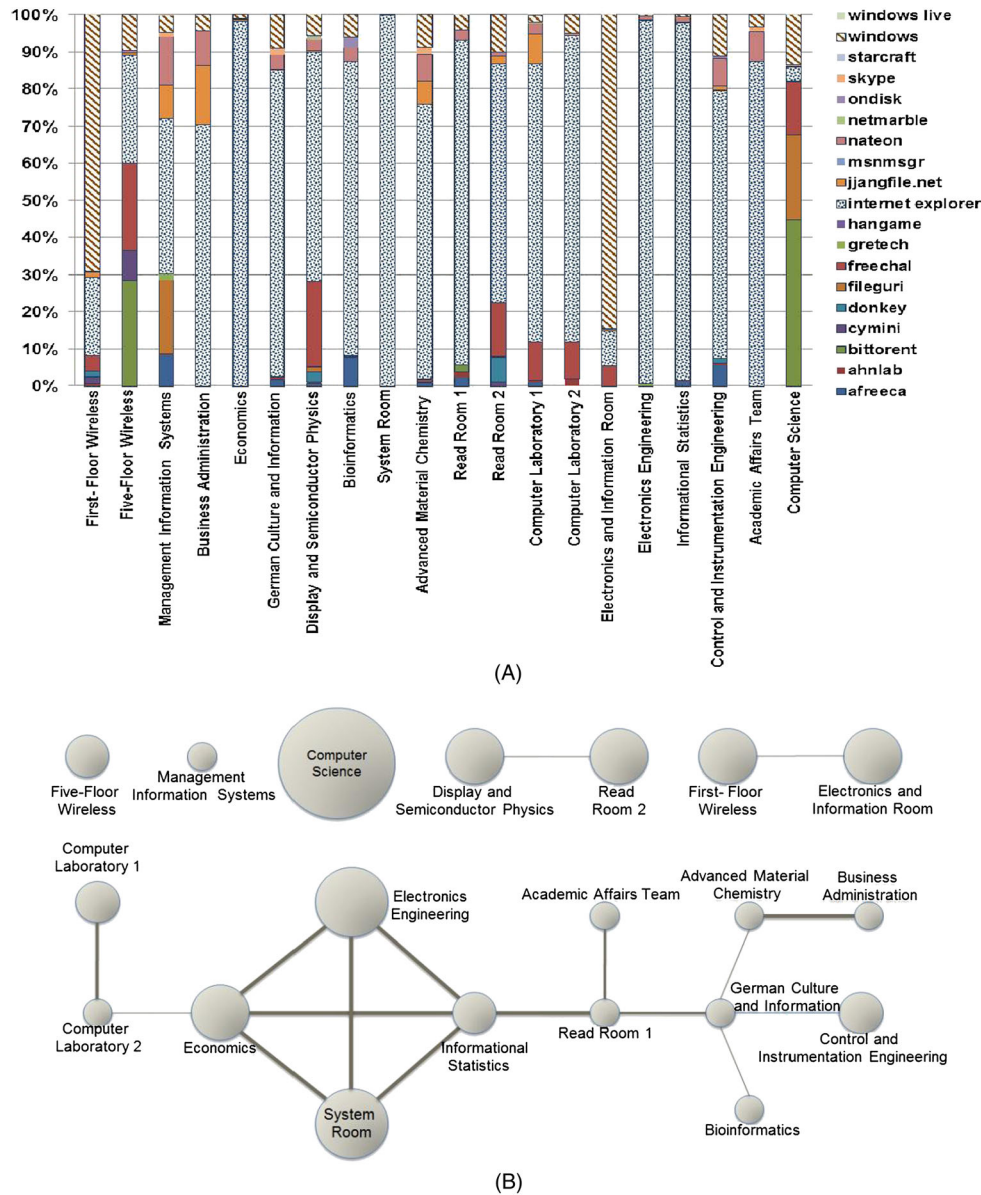 100%
90%
80%
70%
60%
50%
40%
30%
20%
10%
0%
windows live
windows
starcraft
skype
ondisk
netmarble
nateon
msnmsgr
jjangfile.net
internet explorer
hangame
gretech
freechal
fileguri
donkey
cymini
bittorent
ahnlab
afreeca
First- Floor Wireless
Five-Floor Wireless
Management Information Systems
Business Administration
Economics
German Culture and Information
Display and Semiconductor Physics
Bioinformatics
System Room
Advanced Material Chemistry
Read Room 1
Read Room 2
Computer Laboratory 1
Computer Laboratory 2
Electronics and Information Room
Electronics Engineering
Informational Statistics
Control and Instrumentation Engineering
Academic Affairs Team
Computer Science
(A)
Five-Floor
Wireless
Management
Information Systems
Computer
Science
Display and
Semiconductor Physics
Read
Room 2
First- Floor
Wireless
Electronics and
Information Room
Computer
Laboratory 1
Electronics
Engineering
Academic Affairs Team
Advanced Material
Chemistry
Business
Administration
Computer
Laboratory 2
Economics
Informational
Statistics
Read Room 1
German Culture
and Information
Control and
Instrumentation Engineering
System
Room
Bioinformatics
(B)